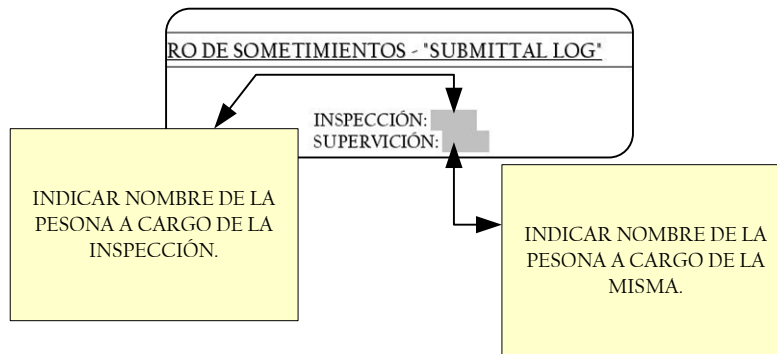 RO DE SOMETIMIENTOS - "SUBMITTAL LOG"
INSPECCIÓN:
SUPERVICIÓN:
INDICAR NOMBRE DE LA
PESONA A CARGO DE LA
INSPECCIÓN.
INDICAR NOMBRE DE LA
PESONA A CARGO DE LA
MISMA.